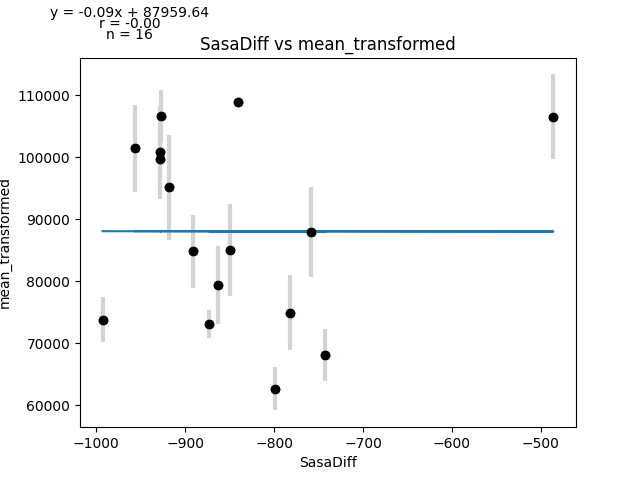 y = -0.09x + 87959.64
r = -0.00
n = 16
SasaDiff vs mean_transformed
110000
100000
90000
80000
70000
60000
mean_transformed
−1000 −900 −800 −700 −600 −500
SasaDiff